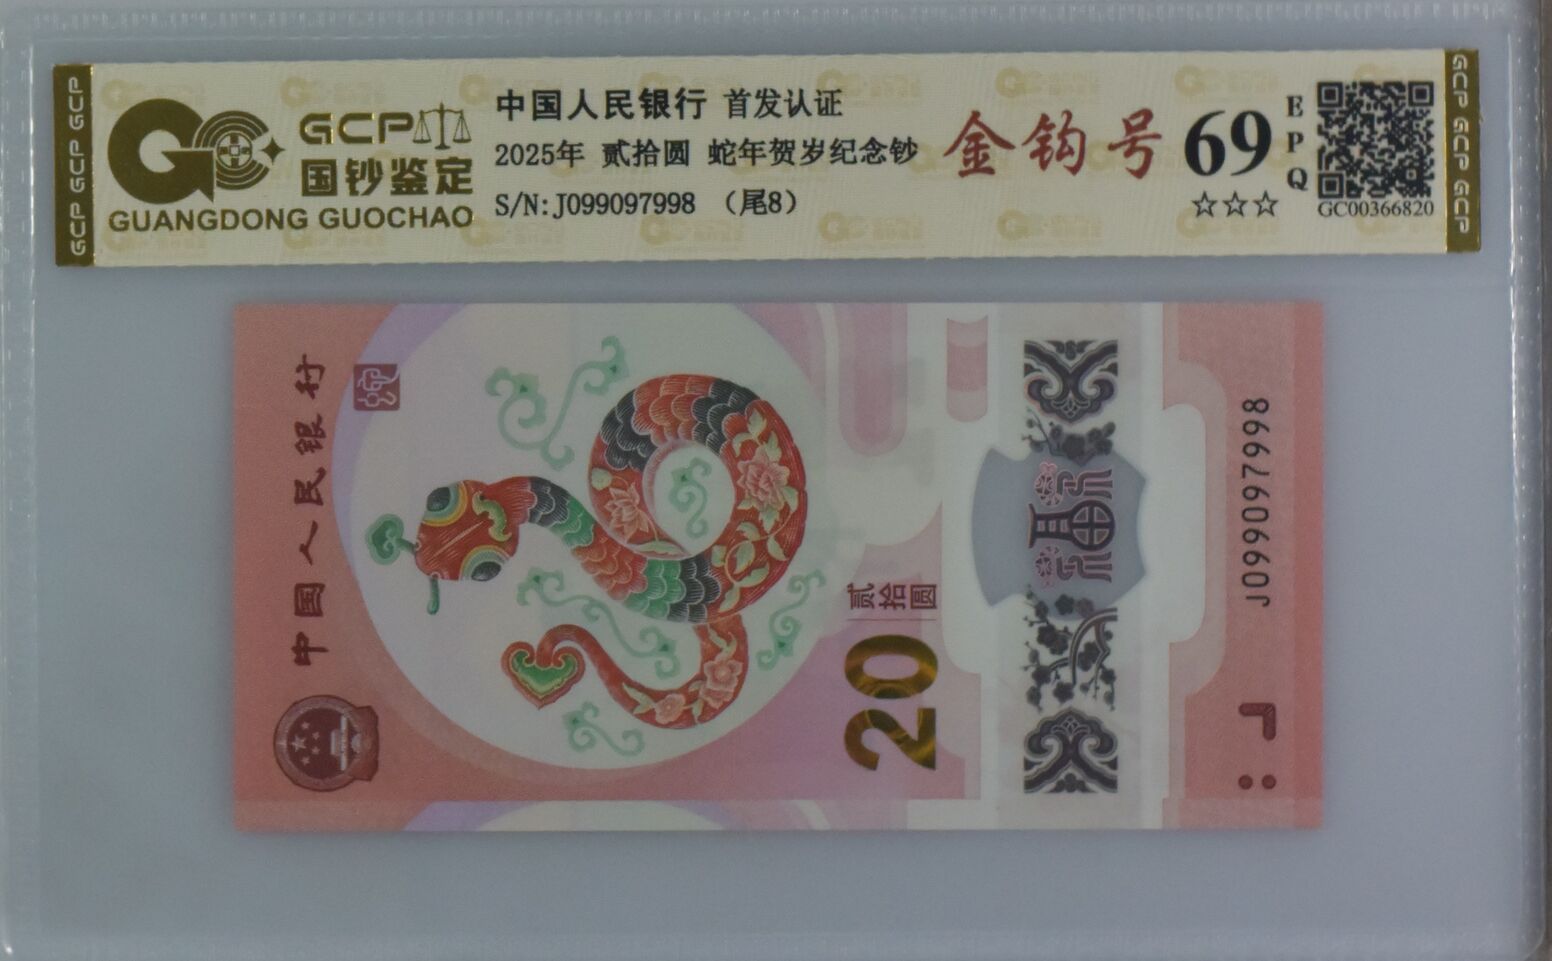 GCP GCP GCP
GCP
国钞鉴定
GUANGDONG GUOCHAO
中国人民银行 首发认证
2025年 贰拾圆 蛇年贺岁纪念钞
S/N:J099097998 (尾8)
金钩号
69
EPQ
☆☆☆
GC00366820
GCP GCP GCP
中国人民银行
贰拾圆
20
福
J099097998